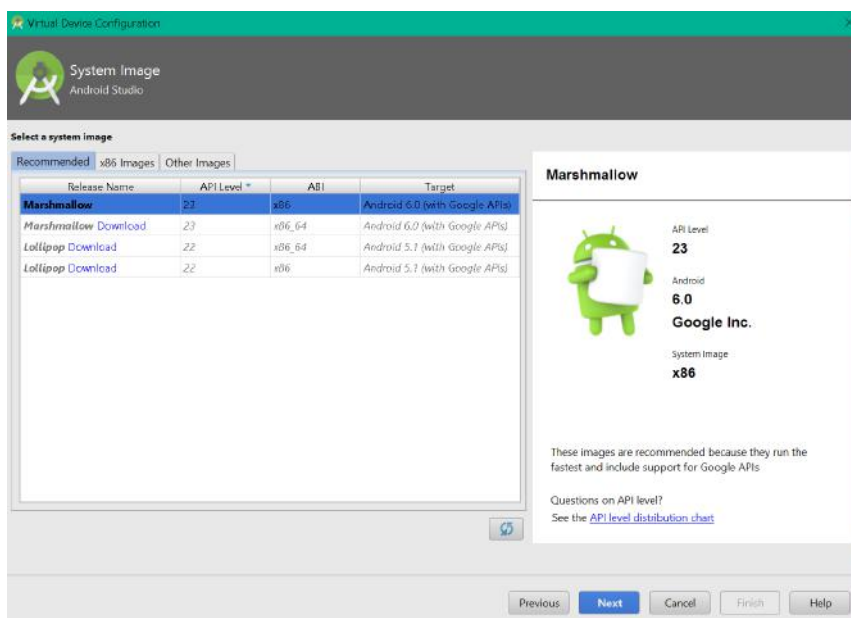 Virtual Device Configuration
System Image
Android Studio
Select a system image
Recommended x86 Images Other Images
Release Name API Level ABI Target
Marshmallow 23 x86 Android 6.0 (with Google APIs)
Marshmallow Download 23 x86_64 Android 6.0 (with Google APIs)
Lollipop Download 22 x86_64 Android 5.1 (with Google APIs)
Lollipop Download 22 x86 Android 5.1 (with Google APIs)
Marshmallow
API Level
23
Android
6.0
Google Inc.
System Image
x86
These images are recommended because they run the
fastest and include support for Google APIs
Questions on API level?
See the API level distribution chart
Previous Next Cancel Finish Help